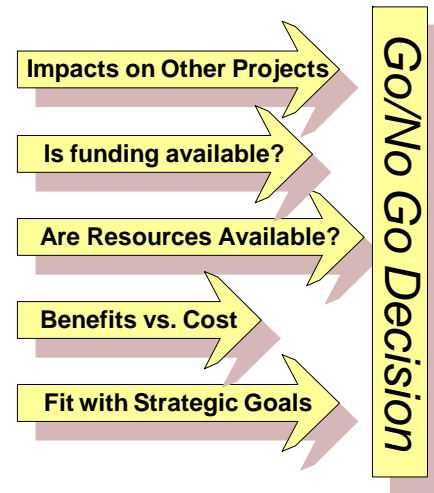 Impacts on Other Projects
Is funding available?
Are Resources Available?
Benefits vs. Cost
Fit with Strategic Goals
Go/No Go Decision